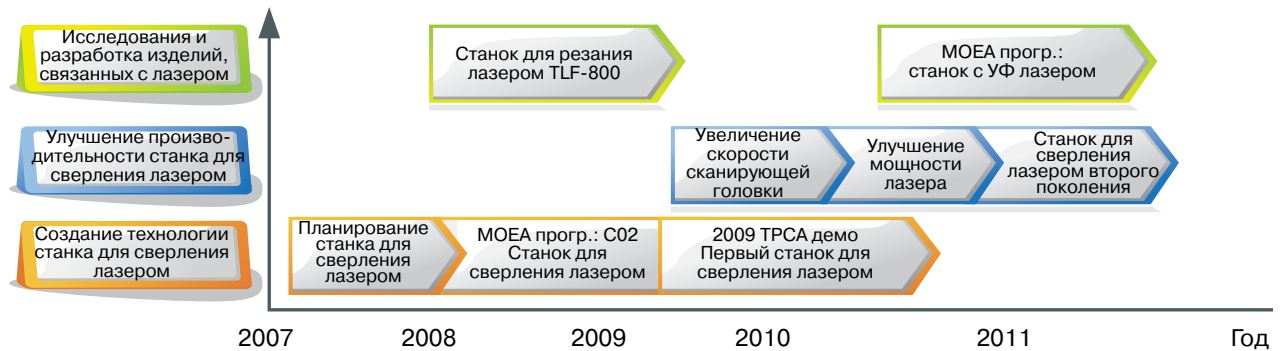 Исследования и
разработка изделий,
связанных с лазером
Станок для резания
лазером TLF-800
MOEA прогр.:
станок с УФ лазером
Улучшение произво-
дительности станка для
сверления лазером
Увеличение
скорости
сканирующей
головки
Улучшение
мощности
лазера
Станок для
сверления
лазером второго
поколения
Создание технологии
станка для сверления
лазером
Планирование
станка для
сверления
лазером
MOEA прогр.: C02
Станок для
сверления лазером
2009 TPCA демо
Первый станок для
сверления лазером
2007 2008 2009 2010 2011 Год